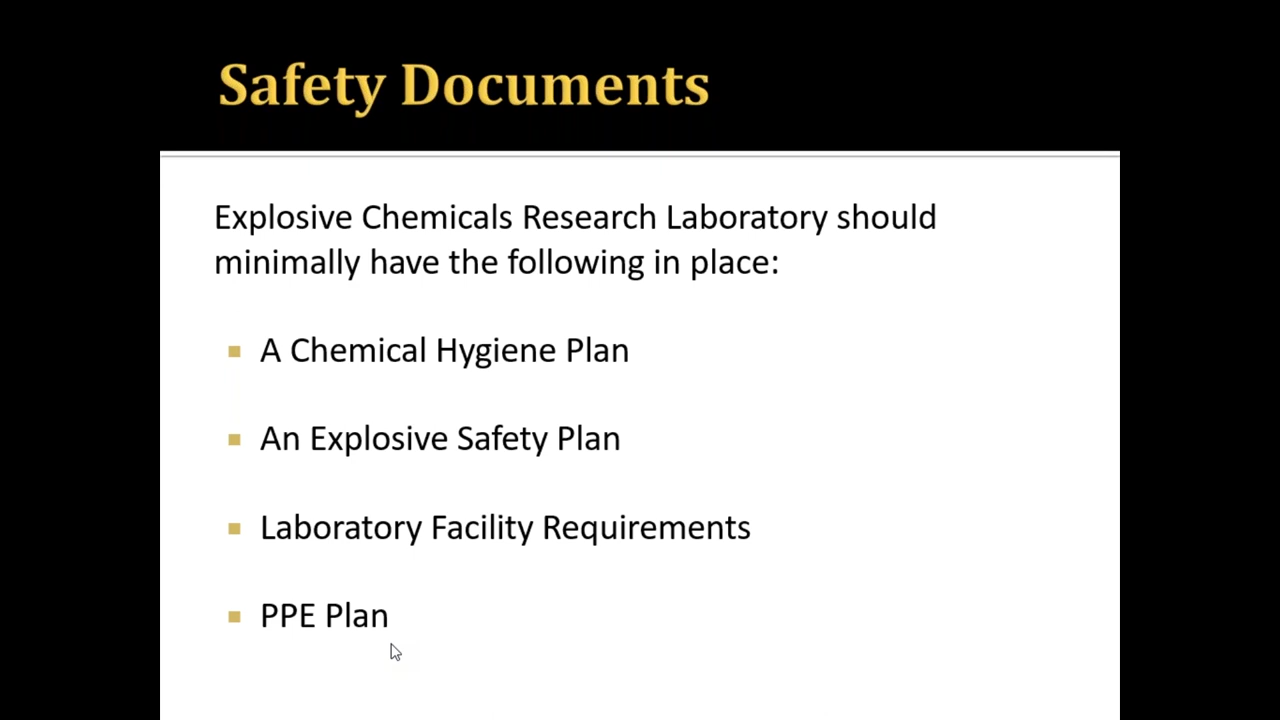 Safety Documents
Explosive Chemicals Research Laboratory should
minimally have the following in place:
A Chemical Hygiene Plan
An Explosive Safety Plan
Laboratory Facility Requirements
PPE Plan